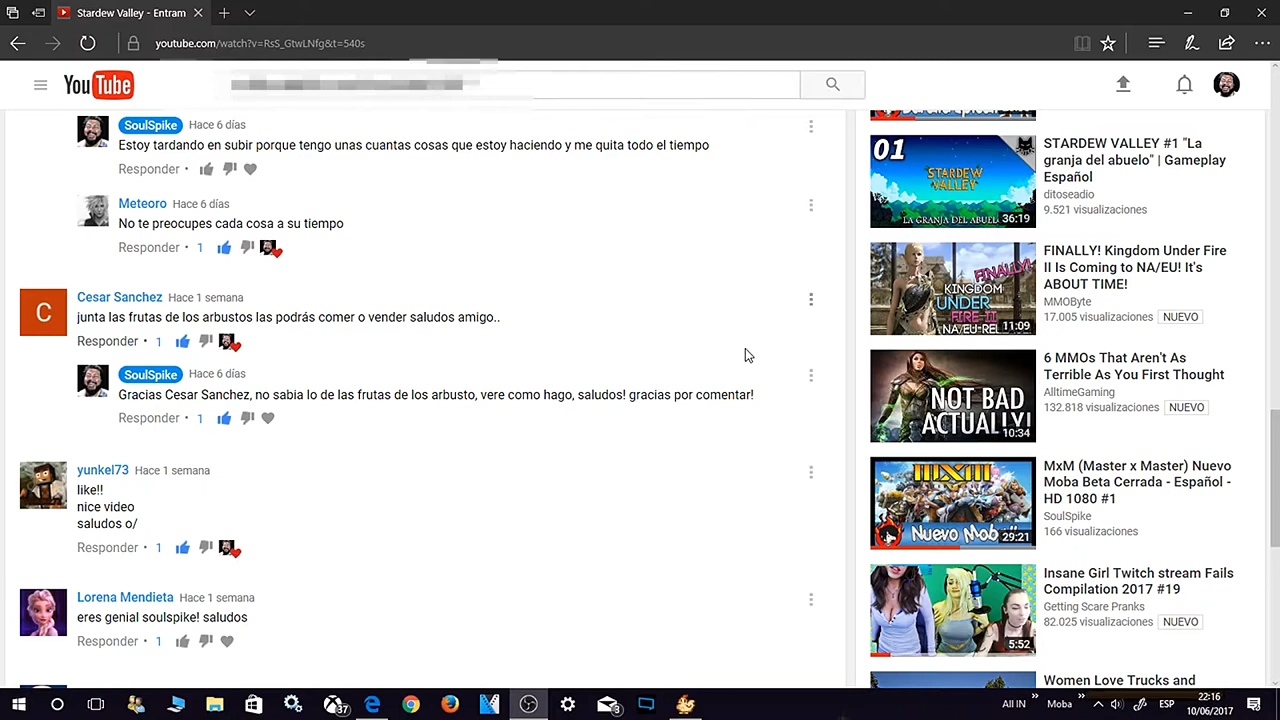 Stardew Valley - Entram
youtube.com/watch?v=RsS_GtwLNfg&t=540s
YouTube
SoulSpike Hace 6 días
Estoy tardando en subir porque tengo unas cuantas cosas que estoy haciendo y me quita todo el tiempo
Responder •
Meteoro Hace 6 días
No te preocupes cada cosa a su tiempo
Responder • 1
C
Cesar Sanchez Hace 1 semana
junta las frutas de los arbustos las podrás comer o vender saludos amigo..
Responder • 1
SoulSpike Hace 6 días
Gracias Cesar Sanchez, no sabia lo de las frutas de los arbusto, vere como hago, saludos! gracias por comentar!
Responder • 1
yunkel73 Hace 1 semana
like!!
nice video
saludos o/
Responder • 1
Lorena Mendieta Hace 1 semana
eres genial soulspike! saludos
Responder • 1
01
STARDEW
VALLEY
LA GRANJA DEL ABUEL
36:19
STARDEW VALLEY #1 "La
granja del abuelo" | Gameplay
Español
ditoseadio
9.521 visualizaciones
FINALLY!
KINGDOM
UNDER
FIRE II
NA/EU RE
11:09
FINALLY! Kingdom Under Fire
II Is Coming to NA/EU! It's
ABOUT TIME!
MMOByte
17.005 visualizaciones NUEVO
NOT BAD
ACTUALLY!
10:34
6 MMOs That Aren't As
Terrible As You First Thought
AlltimeGaming
132.818 visualizaciones NUEVO
MXM
Nuevo Mob
29:21
MxM (Master x Master) Nuevo
Moba Beta Cerrada - Español -
HD 1080 #1
SoulSpike
166 visualizaciones
5:52
Insane Girl Twitch stream Fails
Compilation 2017 #19
Getting Scare Pranks
82.025 visualizaciones NUEVO
Women Love Trucks and
37
3
All IN
Moba
ESP
22:16
10/06/2017